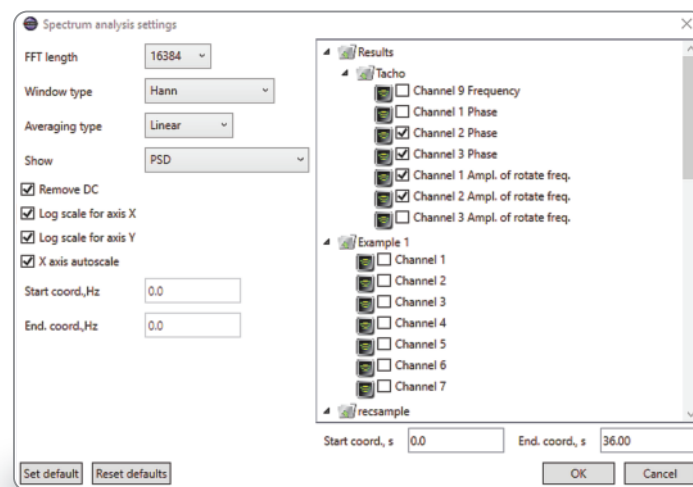 Spectrum analysis settings
FFT length 16384
Window type Hann
Averaging type Linear
Show PSD
Remove DC
Log scale for axis X
Log scale for axis Y
X axis autoscale
Start coord.,Hz 0.0
End. coord.,Hz 0.0
Results
Tacho
Channel 9 Frequency
Channel 1 Phase
Channel 2 Phase
Channel 3 Phase
Channel 1 Ampl. of rotate freq.
Channel 2 Ampl. of rotate freq.
Channel 3 Ampl. of rotate freq.
Example 1
Channel 1
Channel 2
Channel 3
Channel 4
Channel 5
Channel 6
Channel 7
recsample
Start coord., s 0.0 End. coord., s 36.00
Set default Reset defaults OK Cancel